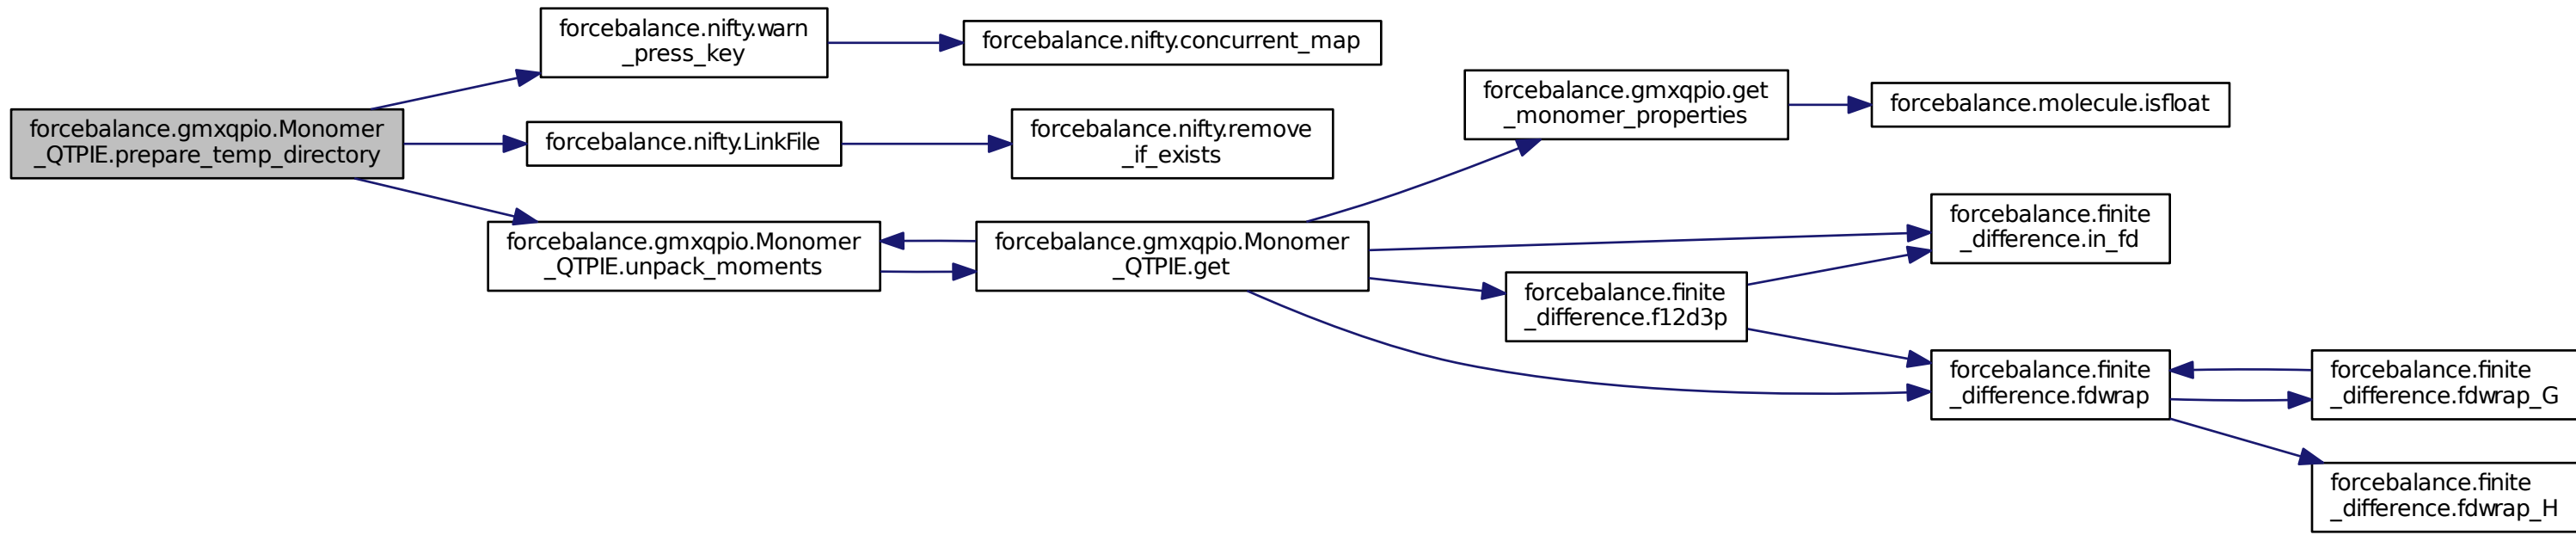 forcebalance.gmxqpio.Monomer
_QTPIE.prepare_temp_directory
forcebalance.nifty.warn
_press_key
forcebalance.nifty.concurrent_map
forcebalance.nifty.LinkFile
forcebalance.nifty.remove
_if_exists
forcebalance.gmxqpio.Monomer
_QTPIE.unpack_moments
forcebalance.gmxqpio.Monomer
_QTPIE.get
forcebalance.gmxqpio.get
_monomer_properties
forcebalance.molecule.isfloat
forcebalance.finite
_difference.in_fd
forcebalance.finite
_difference.f12d3p
forcebalance.finite
_difference.fdwrap
forcebalance.finite
_difference.fdwrap_G
forcebalance.finite
_difference.fdwrap_H